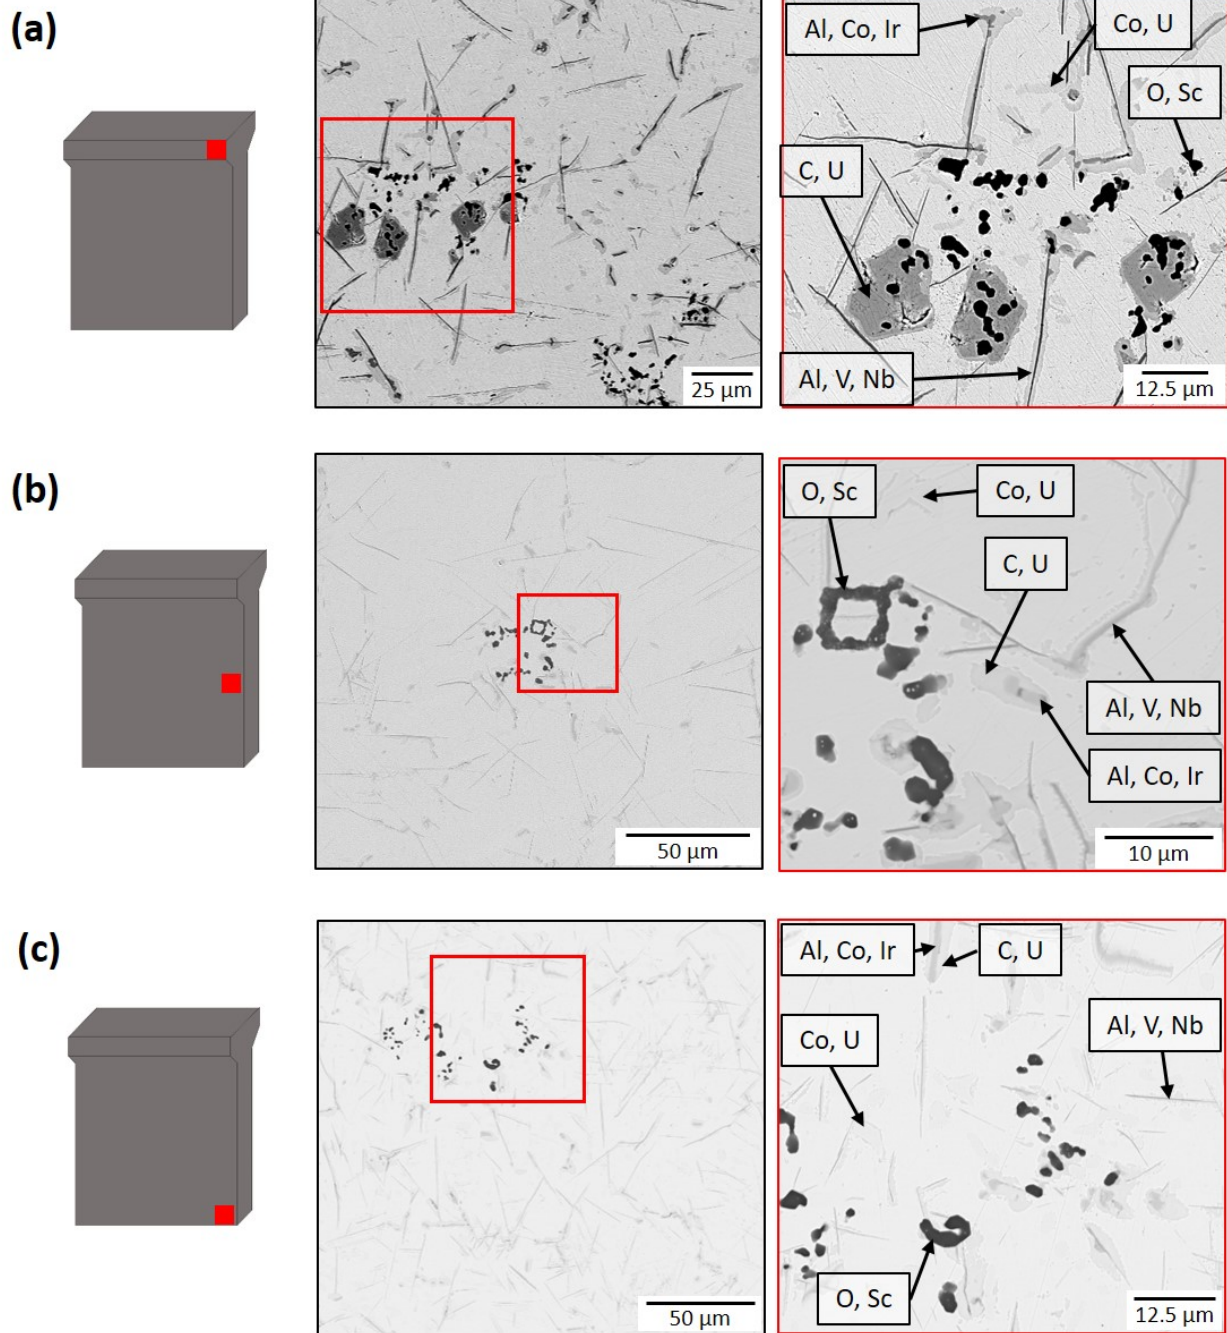 (a)
Al, Co, Ir
Co, U
O, Sc
C, U
Al, V, Nb
25 µm
12.5 µm
(b)
O, Sc
Co, U
C, U
Al, V, Nb
Al, Co, Ir
50 µm
10 µm
(c)
Al, Co, Ir
C, U
Al, V, Nb
Co, U
O, Sc
50 µm
12.5 µm